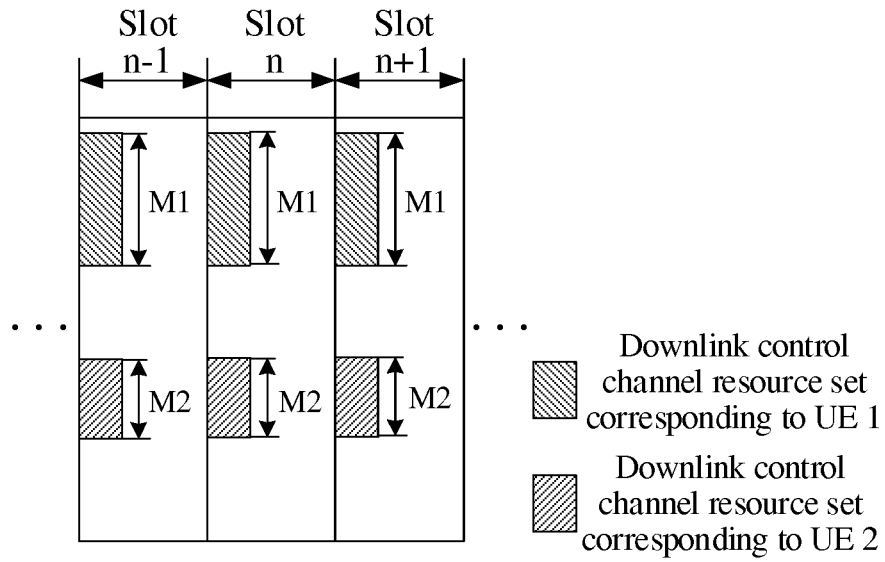 Slot
n-1
Slot
n
Slot
n+1
M1
M1
M1
. . .
. . .
M2
M2
M2
Downlink control
channel resource set
corresponding to UE 1
Downlink control
channel resource set
corresponding to UE 2